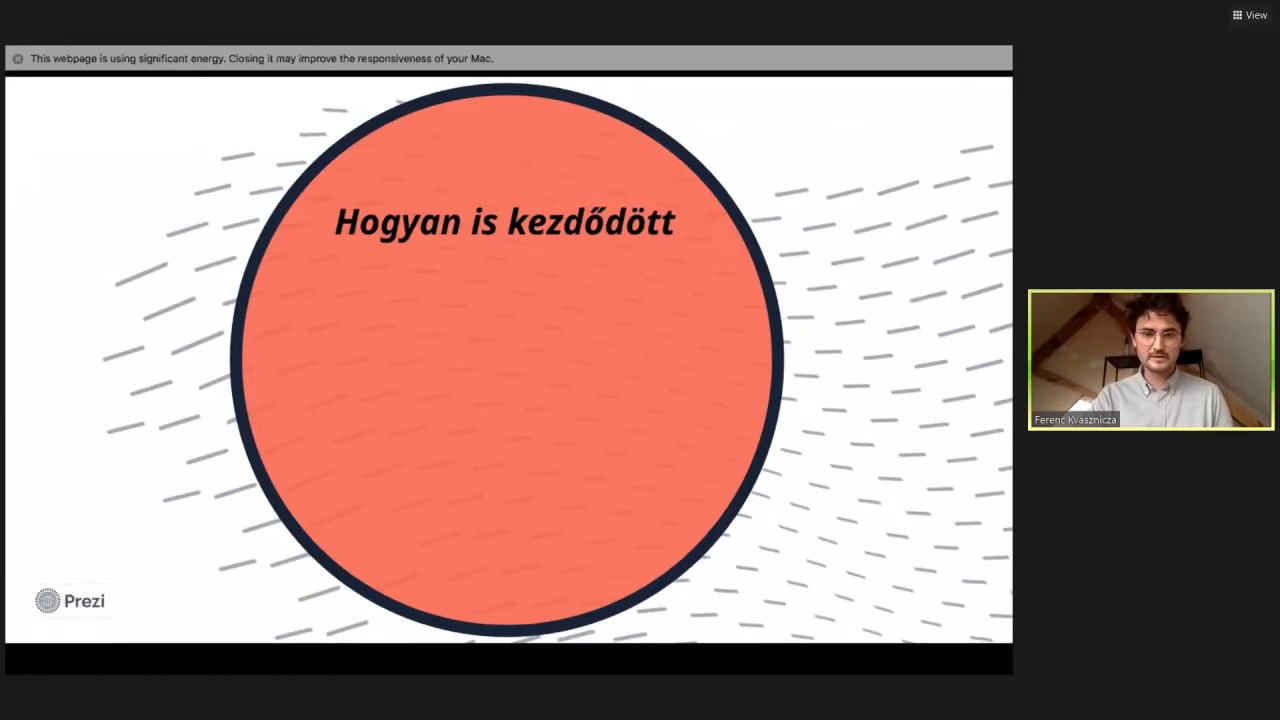 View
This webpage is using significant energy. Closing it may improve the responsiveness of your Mac.
Hogyan is kezdődött
Prezi
Ferenc Kvasznicza